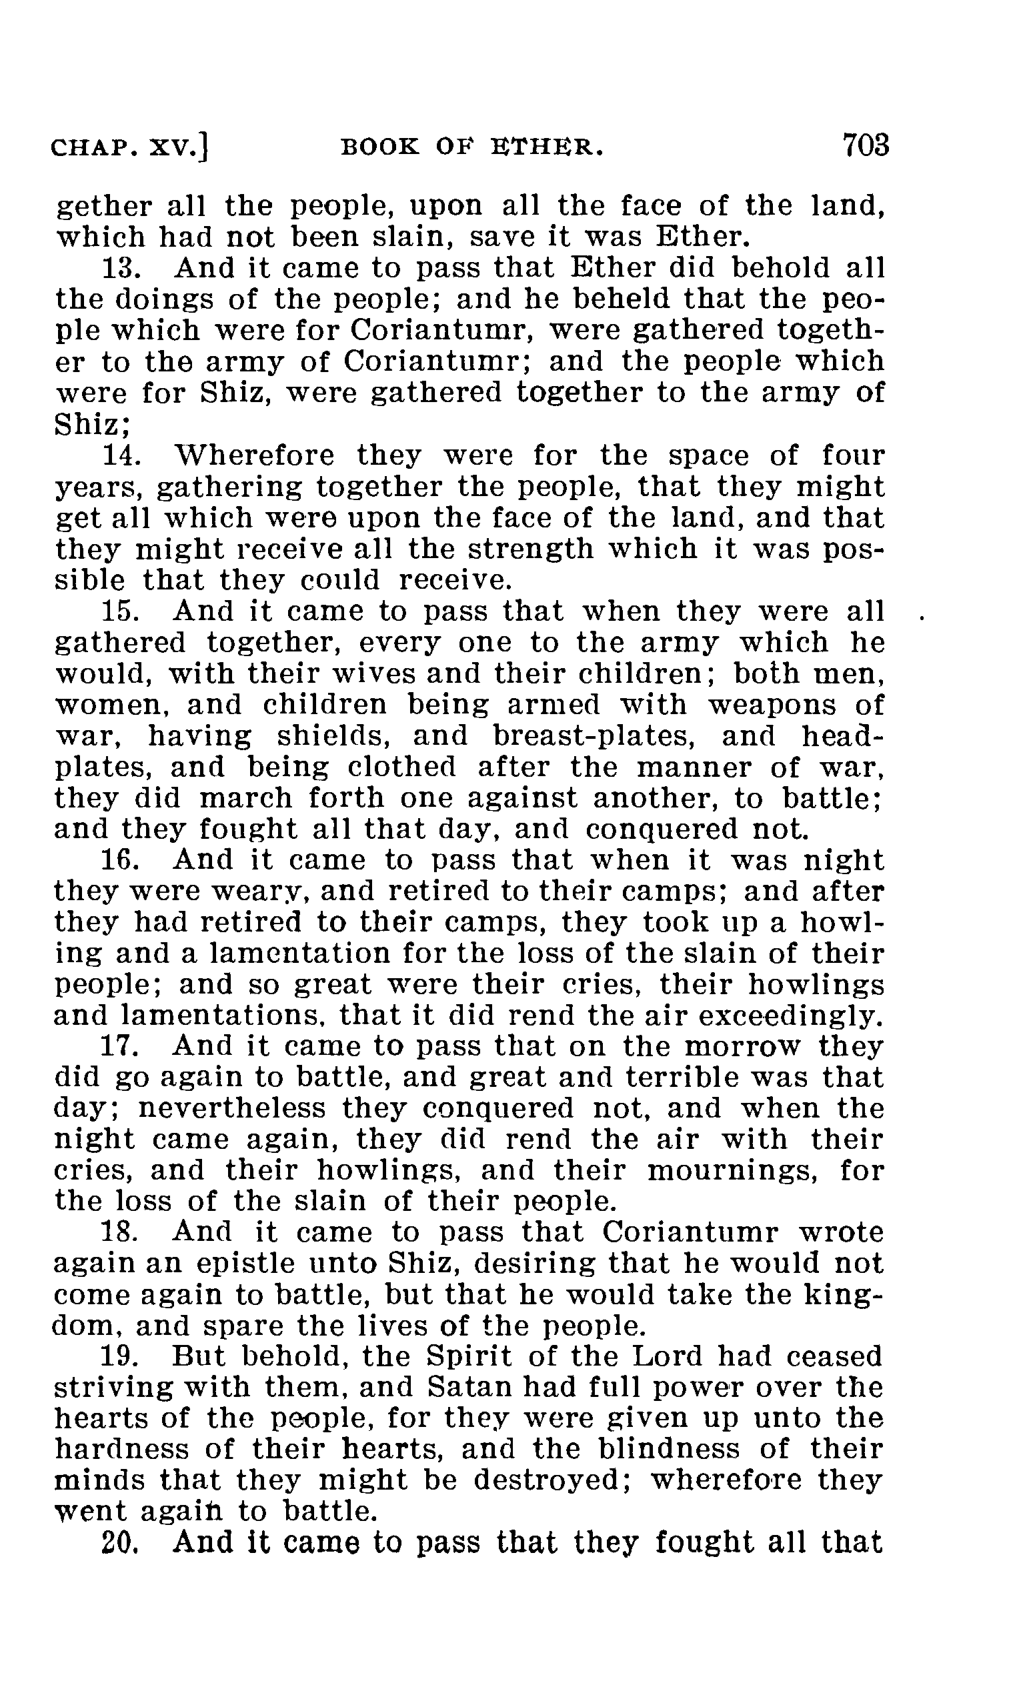 CHAP. XV.] BOOK OF ETHER. 703
gether all the people, upon all the face of the land,
which had not been slain, save it was Ether.
13. And it came to pass that Ether did behold all
the doings of the people; and he beheld that the peo-
ple which were for Coriantumr, were gathered togeth-
er to the army of Coriantumr; and the people which
were for Shiz, were gathered together to the army of
Shiz;
14. Wherefore they were for the space of four
years, gathering together the people, that they might
get all which were upon the face of the land, and that
they might receive all the strength which it was pos-
sible that they could receive.
15. And it came to pass that when they were all
gathered together, every one to the army which he
would, with their wives and their children; both men,
women, and children being armed with weapons of
war, having shields, and breast-plates, and head-
plates, and being clothed after the manner of war,
they did march forth one against another, to battle;
and they fought all that day, and conquered not.
16. And it came to pass that when it was night
they were weary, and retired to their camps; and after
they had retired to their camps, they took up a howl-
ing and a lamentation for the loss of the slain of their
people; and so great were their cries, their howlings
and lamentations, that it did rend the air exceedingly.
17. And it came to pass that on the morrow they
did go again to battle, and great and terrible was that
day; nevertheless they conquered not, and when the
night came again, they did rend the air with their
cries, and their howlings, and their mournings, for
the loss of the slain of their people.
18. And it came to pass that Coriantumr wrote
again an epistle unto Shiz, desiring that he would not
come again to battle, but that he would take the king-
dom, and spare the lives of the people.
19. But behold, the Spirit of the Lord had ceased
striving with them, and Satan had full power over the
hearts of the people, for they were given up unto the
hardness of their hearts, and the blindness of their
minds that they might be destroyed; wherefore they
went again to battle.
20. And it came to pass that they fought all that